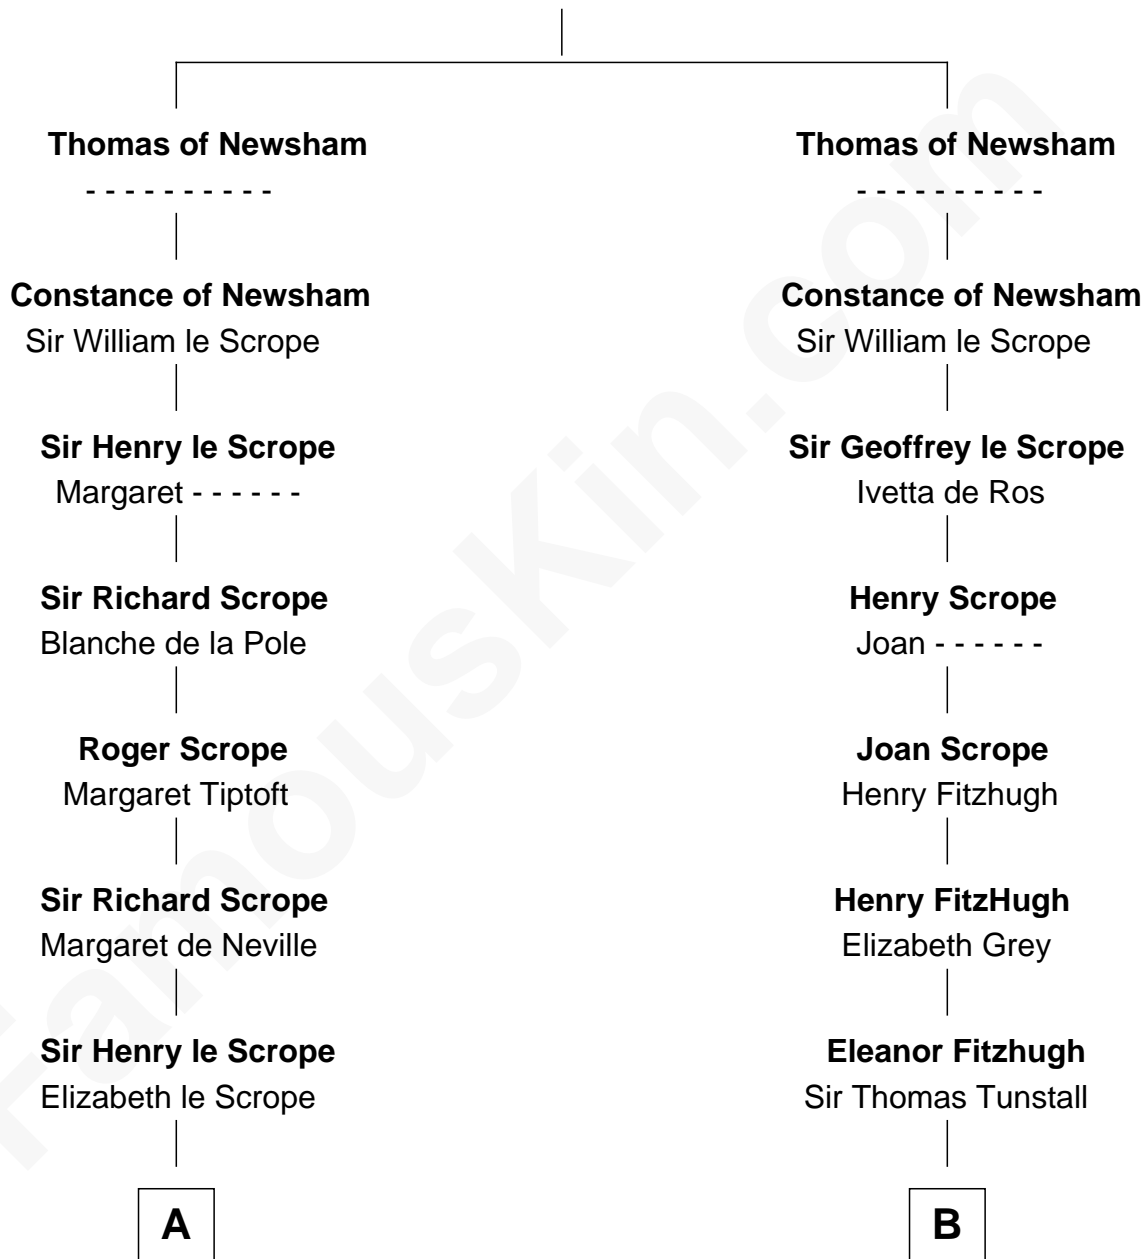 Thomas of Newsham
- - - - - - - - - -
Constance of Newsham
Sir William le Scrope
Sir Henry le Scrope
Margaret - - - - - -
Sir Richard Scrope
Blanche de la Pole
Roger Scrope
Margaret Tiptoft
Sir Richard Scrope
Margaret de Neville
Sir Henry le Scrope
Elizabeth le Scrope
A
Thomas of Newsham
- - - - - - - - - -
Constance of Newsham
Sir William le Scrope
Sir Geoffrey le Scrope
Ivetta de Ros
Henry Scrope
Joan - - - - - -
Joan Scrope
Henry Fitzhugh
Henry FitzHugh
Elizabeth Grey
Eleanor Fitzhugh
Sir Thomas Tunstall
B
FamousKin.com